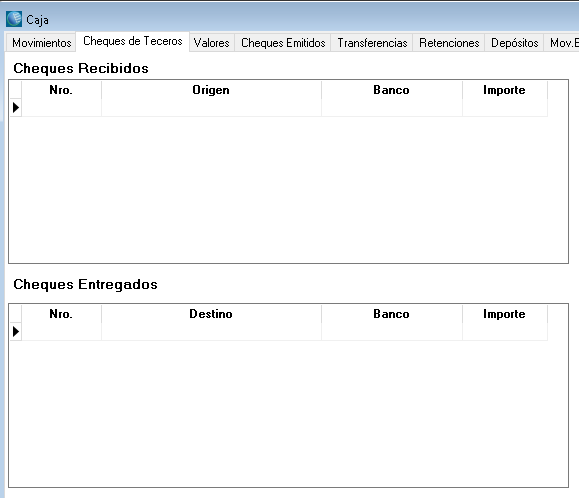 Caja
Movimientos Cheques de Teceros Valores Cheques Emitidos Transferencias Retenciones Depósitos Mov.E
Cheques Recibidos
Nro. Origen Banco Importe
Cheques Entregados
Nro. Destino Banco Importe